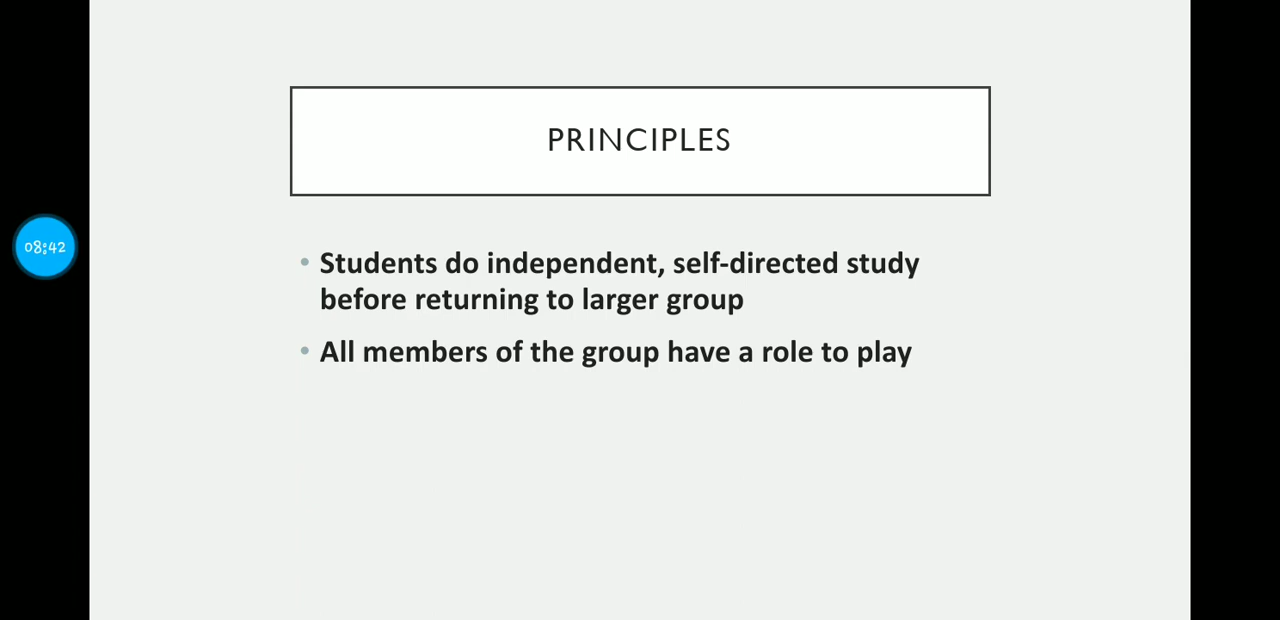 PRINCIPLES
08:42
• Students do independent, self-directed study
before returning to larger group
• All members of the group have a role to play